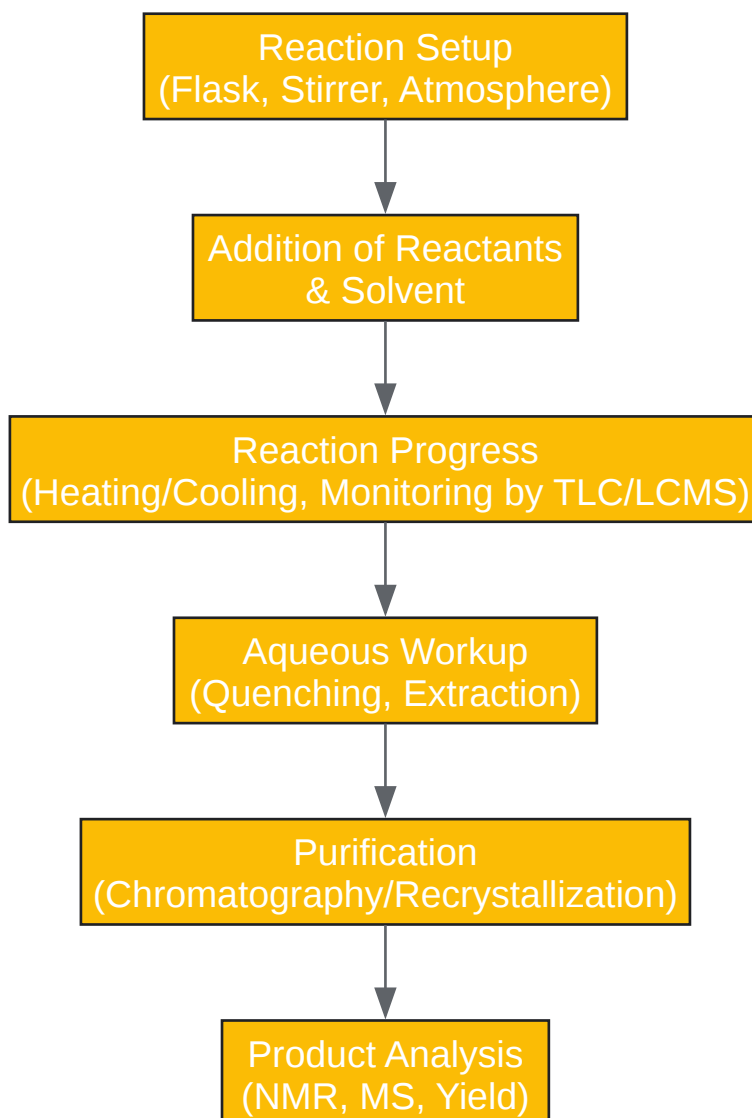 Reaction Setup
(Flask, Stirrer, Atmosphere)
Addition of Reactants
& Solvent
Reaction Progress
(Heating/Cooling, Monitoring by TLC/LCMS)
Aqueous Workup
(Quenching, Extraction)
Purification
(Chromatography/Recrystallization)
Product Analysis
(NMR, MS, Yield)